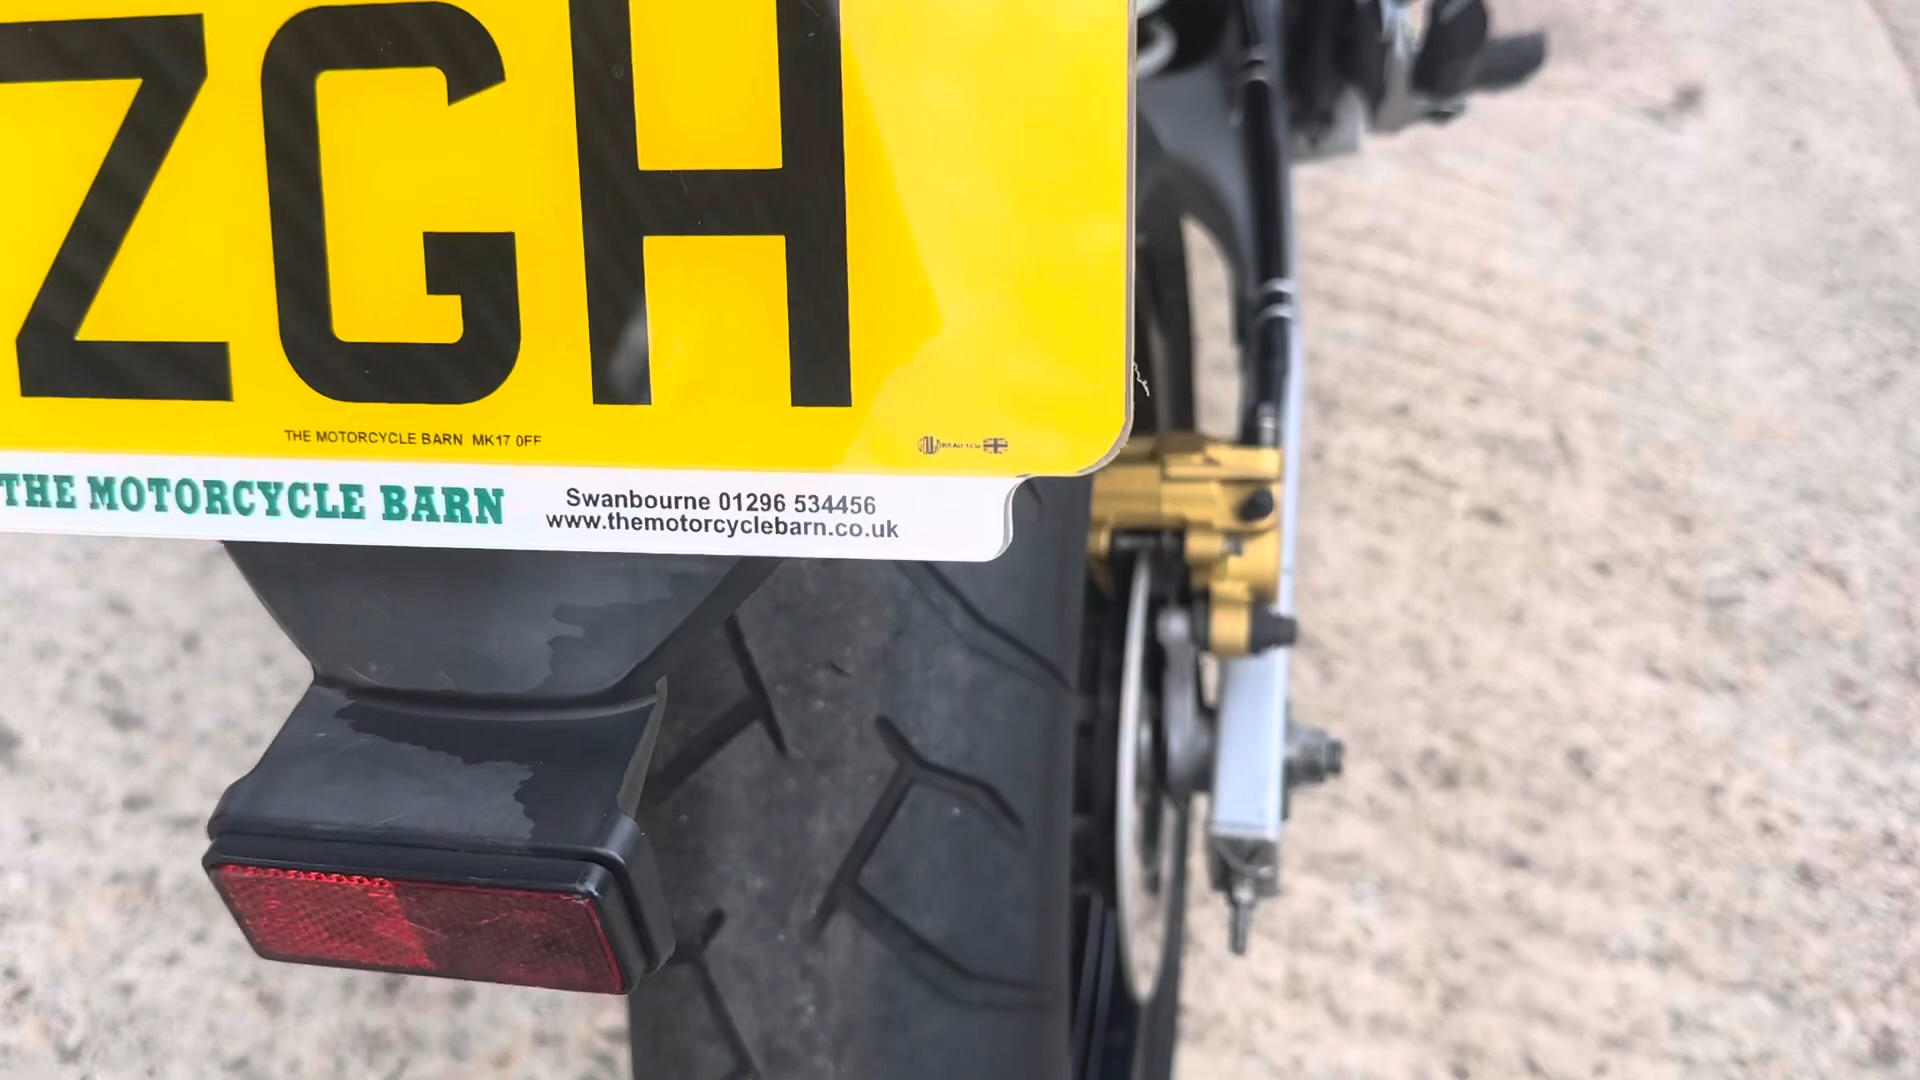 ZGH
THE MOTORCYCLE BARN MK17 0FF
THE MOTORCYCLE BARN
Swanbourne 01296 534456
www.themotorcyclebarn.co.uk